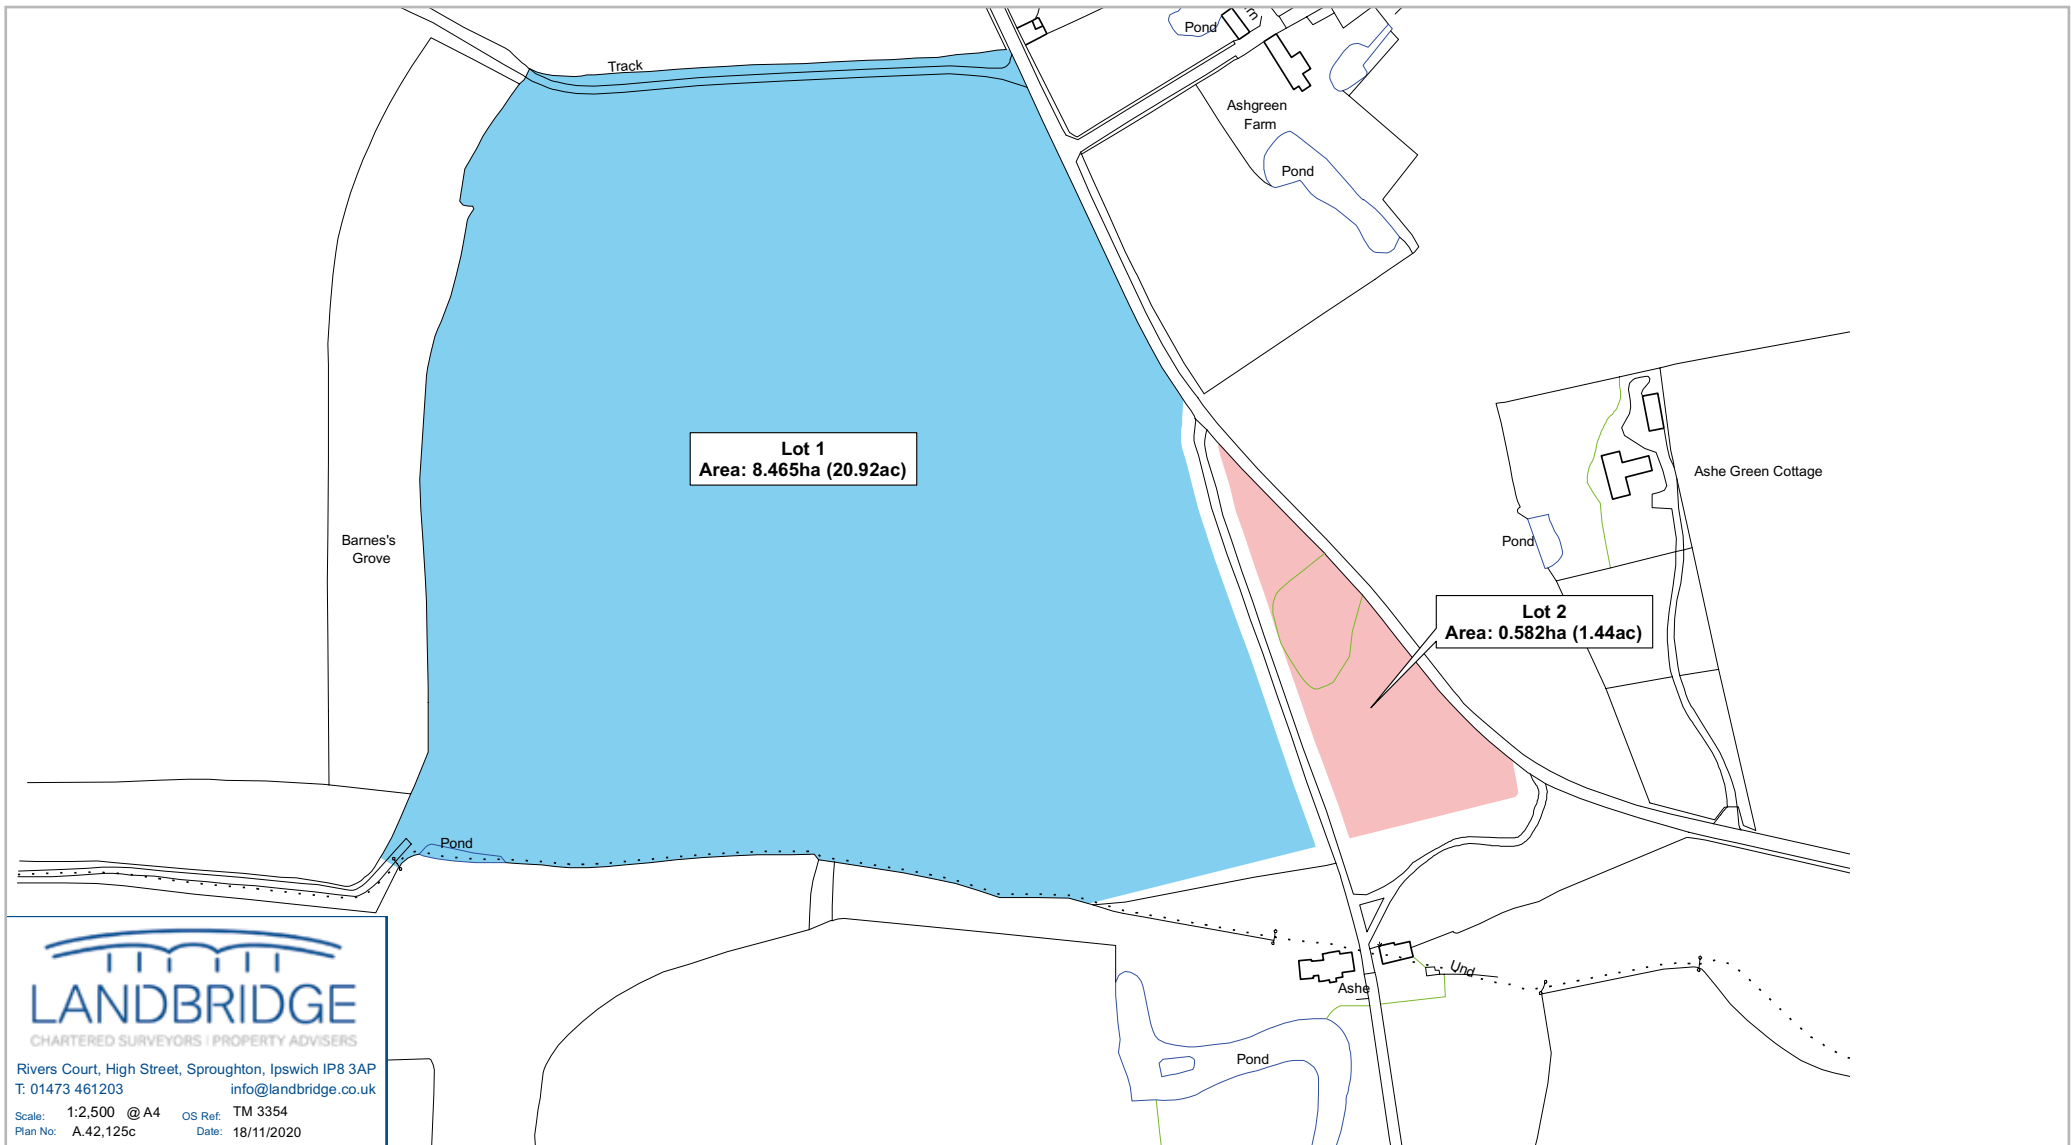 Pond
Track
Ashgreen
Farm
Pond
Lot 1
Area: 8.465ha (20.92ac)
Ashe Green Cottage
Barnes's
Grove
Pond
Lot 2
Area: 0.582ha (1.44ac)
Pond
Und
Ashe
Pond
LANDBRIDGE
CHARTERED SURVEYORS | PROPERTY ADVISERS
Rivers Court, High Street, Sproughton, Ipswich IP8 3AP
T: 01473 461203 info@landbridge.co.uk
Scale: 1:2,500 @ A4 OS Ref: TM 3354
Plan No: A.42,125c Date: 18/11/2020